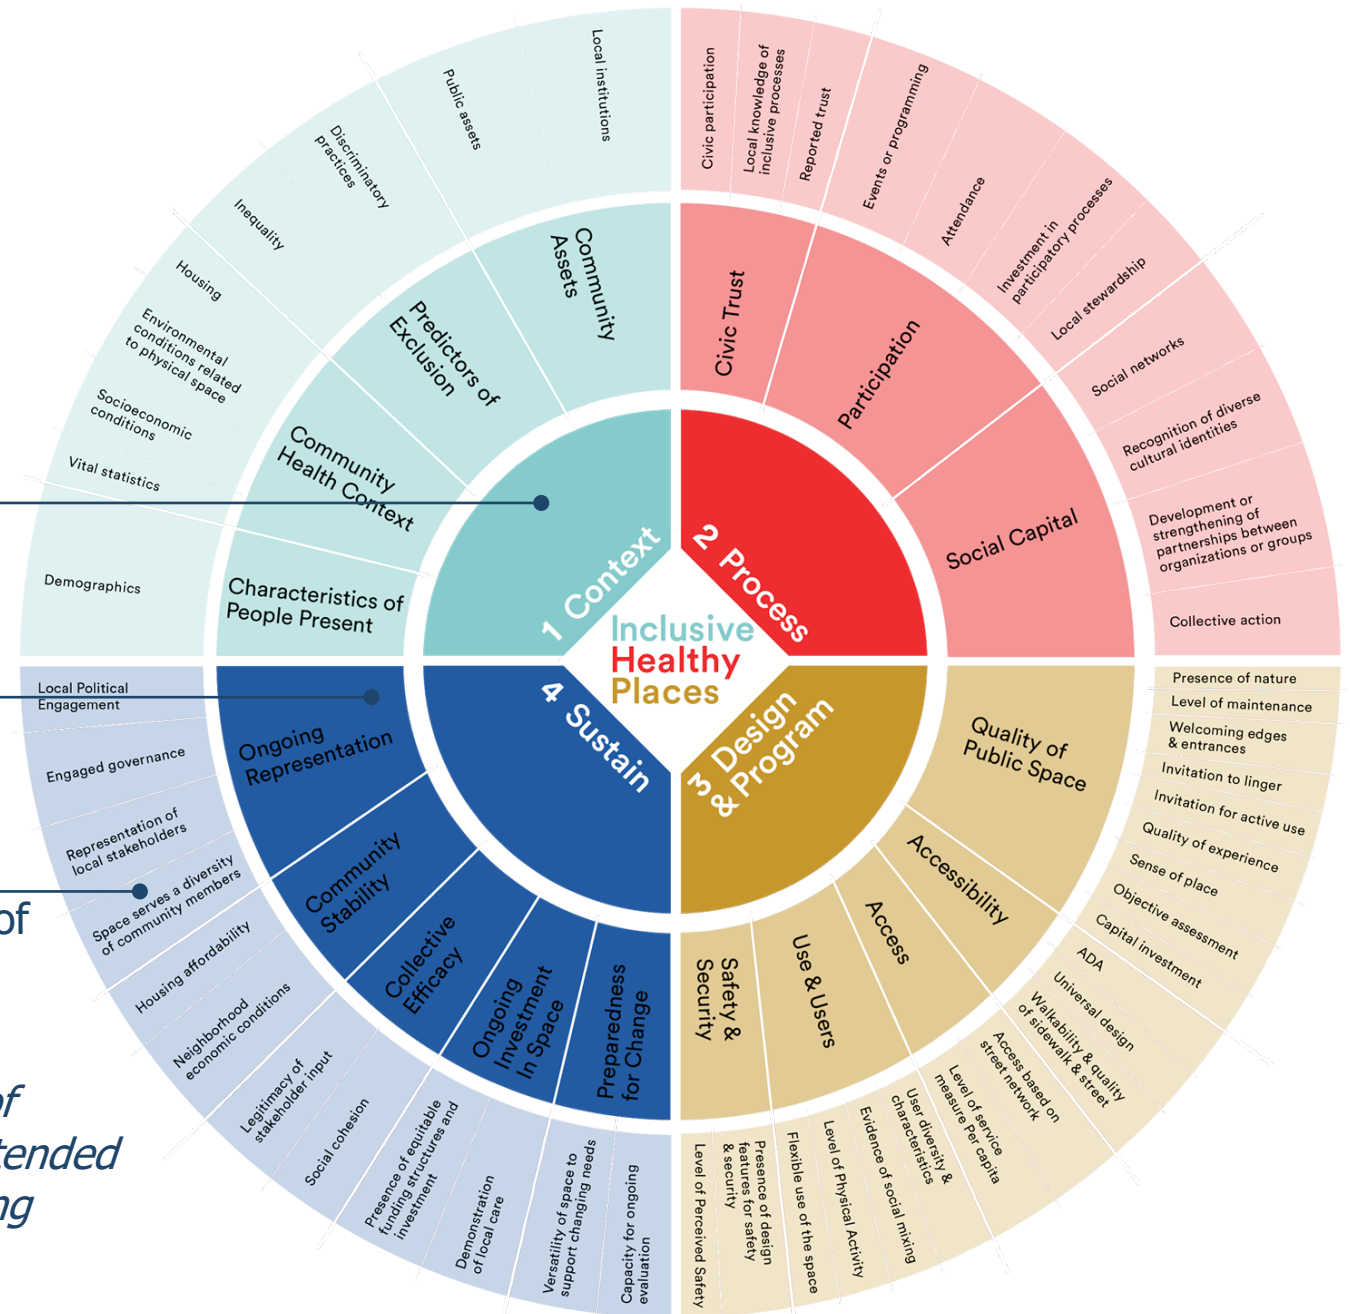 Inclusive
Healthy
Places
1 Context
Characteristics of
People Present
Demographics
Community
Health Context
Vital statistics
Socioeconomic
conditions
Environmental
conditions related
to physical space
Housing
Predictors of
Exclusion
Inequality
Discriminatory
practices
Community
Assets
Public assets
Local institutions
2 Process
Civic Trust
Civic participation
Local knowledge of
inclusive processes
Reported trust
Participation
Events or programming
Attendance
Investment in
participatory processes
Local stewardship
Social Capital
Social networks
Recognition of diverse
cultural identities
Development or
strengthening of
partnerships between
organizations or groups
Collective action
3 Design
& Program
Quality of
Public Space
Presence of nature
Level of maintenance
Welcoming edges
& entrances
Invitation to linger
Invitation for active use
Quality of experience
Sense of place
Objective assessment
Capital investment
Accessibility
ADA
Universal design
Walkability & quality
of sidewalk & street
Access
Access based on
street network
Level of service
measure Per capita
Use & Users
User diversity &
characteristics
Evidence of social mixing
Level of Physical Activity
Flexible use of the space
Safety &
Security
Presence of design
features for safety
& security
Level of Perceived Safety
4 Sustain
Preparedness
for Change
Capacity for ongoing
evaluation
Versatility of space to
support changing needs
Ongoing
Investment
In Space
Demonstration
of local care
Presence of equitable
funding structures and
investment
Collective
Efficacy
Social cohesion
Legitimacy of
stakeholder input
Community
Stability
Neighborhood
economic conditions
Housing affordability
Ongoing
Representation
Space serves a diversity
of community members
Representation of
local stakeholders
Engaged governance
Local Political
Engagement
of
of